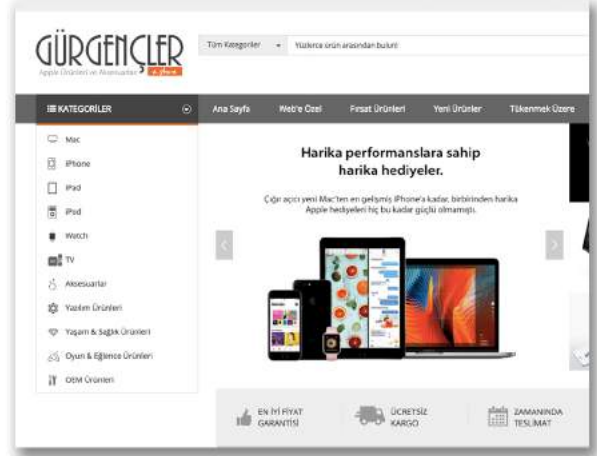 GÜRGENÇLER
Apple Ürünleri ve Aksesuarlar
Tüm Kategoriler
Yüzlerce ürün arasından bulun!
KATEGORİLER
Ana Sayfa
Web'e Özel
Fırsat Ürünleri
Yeni Ürünler
Tükenmek Üzere
Mac
iPhone
iPad
iPod
Watch
TV
Aksesuarlar
Yazılım Ürünleri
Yaşam & Sağlık Ürünleri
Oyun & Eğlence Ürünleri
OEM Ürünleri
Harika performanslara sahip
harika hediyeler.
Çığır açıcı yeni Mac'ten en gelişmiş iPhone'a kadar, birbirinden harika
Apple hediyeleri hiç bu kadar güçlü olmamıştı.
EN İYİ FİYAT
GARANTİSİ
ÜCRETSİZ
KARGO
ZAMANINDA
TESLİMAT